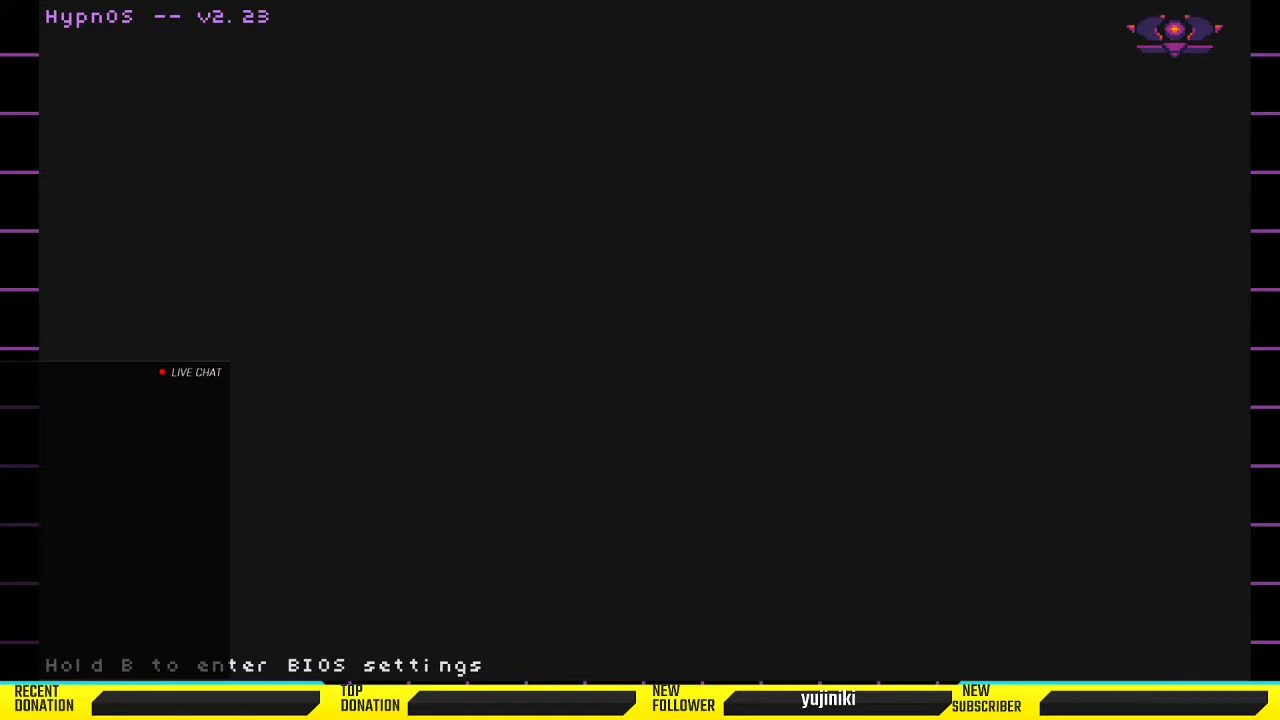 HypnOS -- v2.23
LIVE CHAT
Hold B to enter BIOS settings
RECENT
DONATION
TOP
DONATION
NEW
FOLLOWER
yujiniki
NEW
SUBSCRIBER